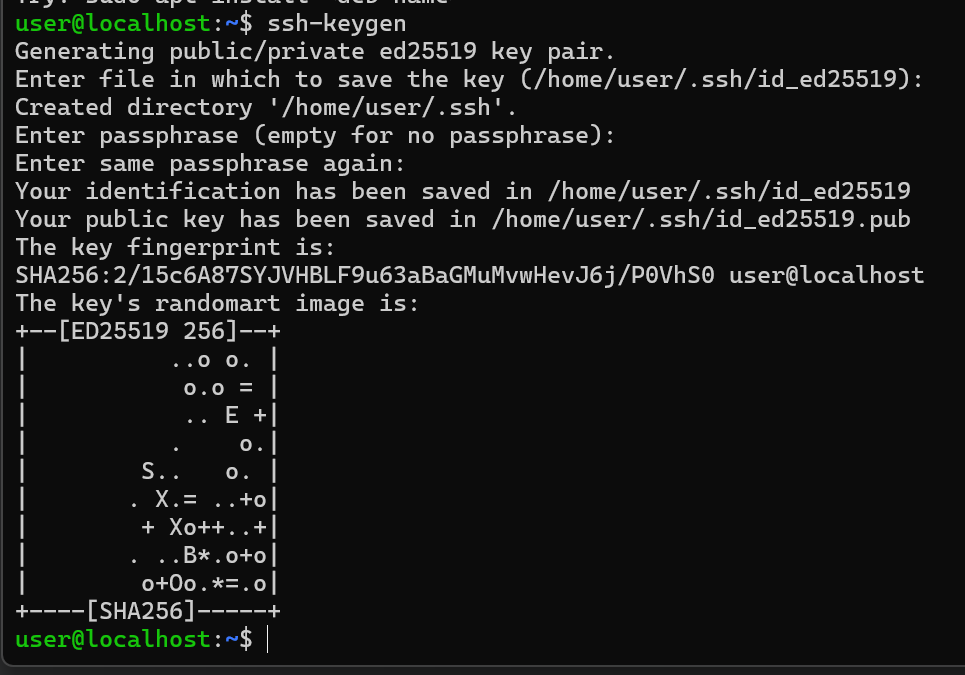 user@localhost:~$ ssh-keygen
Generating public/private ed25519 key pair.
Enter file in which to save the key (/home/user/.ssh/id_ed25519):
Created directory '/home/user/.ssh'.
Enter passphrase (empty for no passphrase):
Enter same passphrase again:
Your identification has been saved in /home/user/.ssh/id_ed25519
Your public key has been saved in /home/user/.ssh/id_ed25519.pub
The key fingerprint is:
SHA256:2/15c6A87SYJVHBLF9u63aBaGMuMvwHevJ6j/P0VhS0 user@localhost
The key's randomart image is:
+--[ED25519 256]--+
|          ..o o. |
|           o.o = |
|           .. E +|
|          .    o.|
|        S..   o. |
|       . X.= ..+o|
|        + Xo++..+|
|       . ..B*.o+o|
|        o+Oo.*=.o|
+----[SHA256]-----+
user@localhost:~$